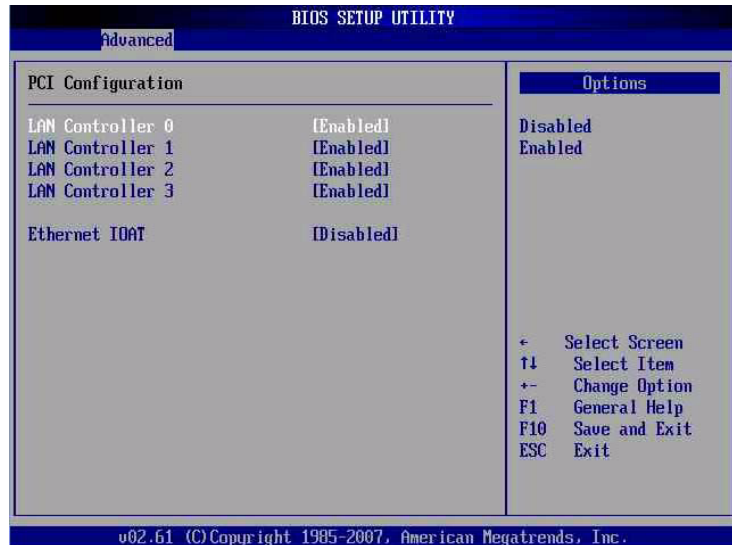 BIOS SETUP UTILITY
Advanced
PCI Configuration
LAN Controller 0 [Enabled]
LAN Controller 1 [Enabled]
LAN Controller 2 [Enabled]
LAN Controller 3 [Enabled]
Ethernet IOAT [Disabled]
Options
Disabled
Enabled
← Select Screen
↑↓ Select Item
+- Change Option
F1 General Help
F10 Save and Exit
ESC Exit
v02.61 (C)Copyright 1985-2007, American Megatrends, Inc.